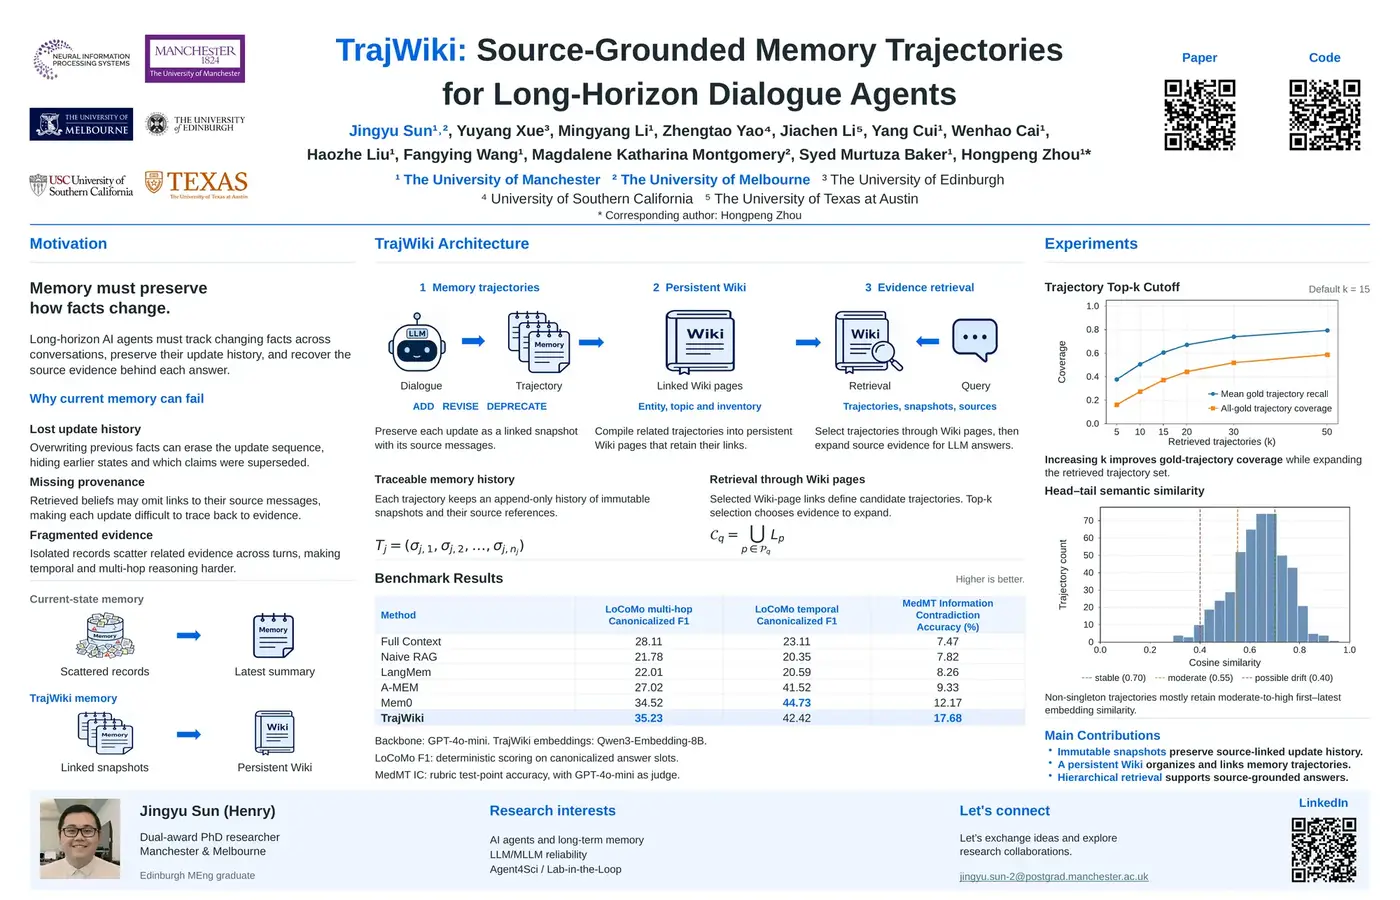 NEURAL INFORMATION
PROCESSING SYSTEMS
MANCHESTER
1824
The University of Manchester
THE UNIVERSITY OF
MELBOURNE
THE UNIVERSITY
of EDINBURGH
USC University of
Southern California
TEXAS
The University of Texas at Austin
TrajWiki: Source-Grounded Memory Trajectories
for Long-Horizon Dialogue Agents
Jingyu Sun¹,², Yuyang Xue³, Mingyang Li¹, Zhengtao Yao⁴, Jiachen Li⁵, Yang Cui¹, Wenhao Cai¹,
Haozhe Liu¹, Fangying Wang¹, Magdalene Katharina Montgomery², Syed Murtuza Baker¹, Hongpeng Zhou¹*
¹ The University of Manchester ² The University of Melbourne ³ The University of Edinburgh
⁴ University of Southern California ⁵ The University of Texas at Austin
* Corresponding author: Hongpeng Zhou
Paper
Code
Motivation
Memory must preserve
how facts change.
Long-horizon AI agents must track changing facts across
conversations, preserve their update history, and recover the
source evidence behind each answer.
Why current memory can fail
Lost update history
Overwriting previous facts can erase the update sequence,
hiding earlier states and which claims were superseded.
Missing provenance
Retrieved beliefs may omit links to their source messages,
making each update difficult to trace back to evidence.
Fragmented evidence
Isolated records scatter related evidence across turns, making
temporal and multi-hop reasoning harder.
Current-state memory
Memory
Memory
Scattered records
Latest summary
TrajWiki memory
Memory
Wiki
Linked snapshots
Persistent Wiki
TrajWiki Architecture
1 Memory trajectories
2 Persistent Wiki
3 Evidence retrieval
LLM
Memory
Wiki
Wiki
Dialogue
Trajectory
Linked Wiki pages
Retrieval
Query
ADD REVISE DEPRECATE
Entity, topic and inventory
Trajectories, snapshots, sources
Preserve each update as a linked snapshot
with its source messages.
Compile related trajectories into persistent
Wiki pages that retain their links.
Select trajectories through Wiki pages, then
expand source evidence for LLM answers.
Traceable memory history
Each trajectory keeps an append-only history of immutable
snapshots and their source references.
T_j = (σ_{j,1}, σ_{j,2}, ..., σ_{j,n_j})
Retrieval through Wiki pages
Selected Wiki-page links define candidate trajectories. Top-k
selection chooses evidence to expand.
C_q = ⋃_{p ∈ P_q} L_p
Benchmark Results
Higher is better.
Method LoCoMo multi-hop Canonicalized F1 LoCoMo temporal Canonicalized F1 MedMT Information Contradiction Accuracy (%)
Full Context 28.11 23.11 7.47
Naive RAG 21.78 20.35 7.82
LangMem 22.01 20.59 8.26
A-MEM 27.02 41.52 9.33
Mem0 34.52 44.73 12.17
TrajWiki 35.23 42.42 17.68
Backbone: GPT-4o-mini. TrajWiki embeddings: Qwen3-Embedding-8B.
LoCoMo F1: deterministic scoring on canonicalized answer slots.
MedMT IC: rubric test-point accuracy, with GPT-4o-mini as judge.
Experiments
Trajectory Top-k Cutoff
Default k = 15
Coverage
1.0
0.8
0.6
0.4
0.2
0.0
Mean gold trajectory recall
All-gold trajectory coverage
5 10 15 20 30 50
Retrieved trajectories (k)
Increasing k improves gold-trajectory coverage while expanding
the retrieved trajectory set.
Head–tail semantic similarity
Trajectory count
70
60
50
40
30
20
10
0
0.0 0.2 0.4 0.6 0.8 1.0
Cosine similarity
stable (0.70) moderate (0.55) possible drift (0.40)
Non-singleton trajectories mostly retain moderate-to-high first–latest
embedding similarity.
Main Contributions
• Immutable snapshots preserve source-linked update history.
• A persistent Wiki organizes and links memory trajectories.
• Hierarchical retrieval supports source-grounded answers.
Jingyu Sun (Henry)
Dual-award PhD researcher
Manchester & Melbourne
Edinburgh MEng graduate
Research interests
AI agents and long-term memory
LLM/MLLM reliability
Agent4Sci / Lab-in-the-Loop
Let's connect
Let's exchange ideas and explore
research collaborations.
jingyu.sun-2@postgrad.manchester.ac.uk
LinkedIn